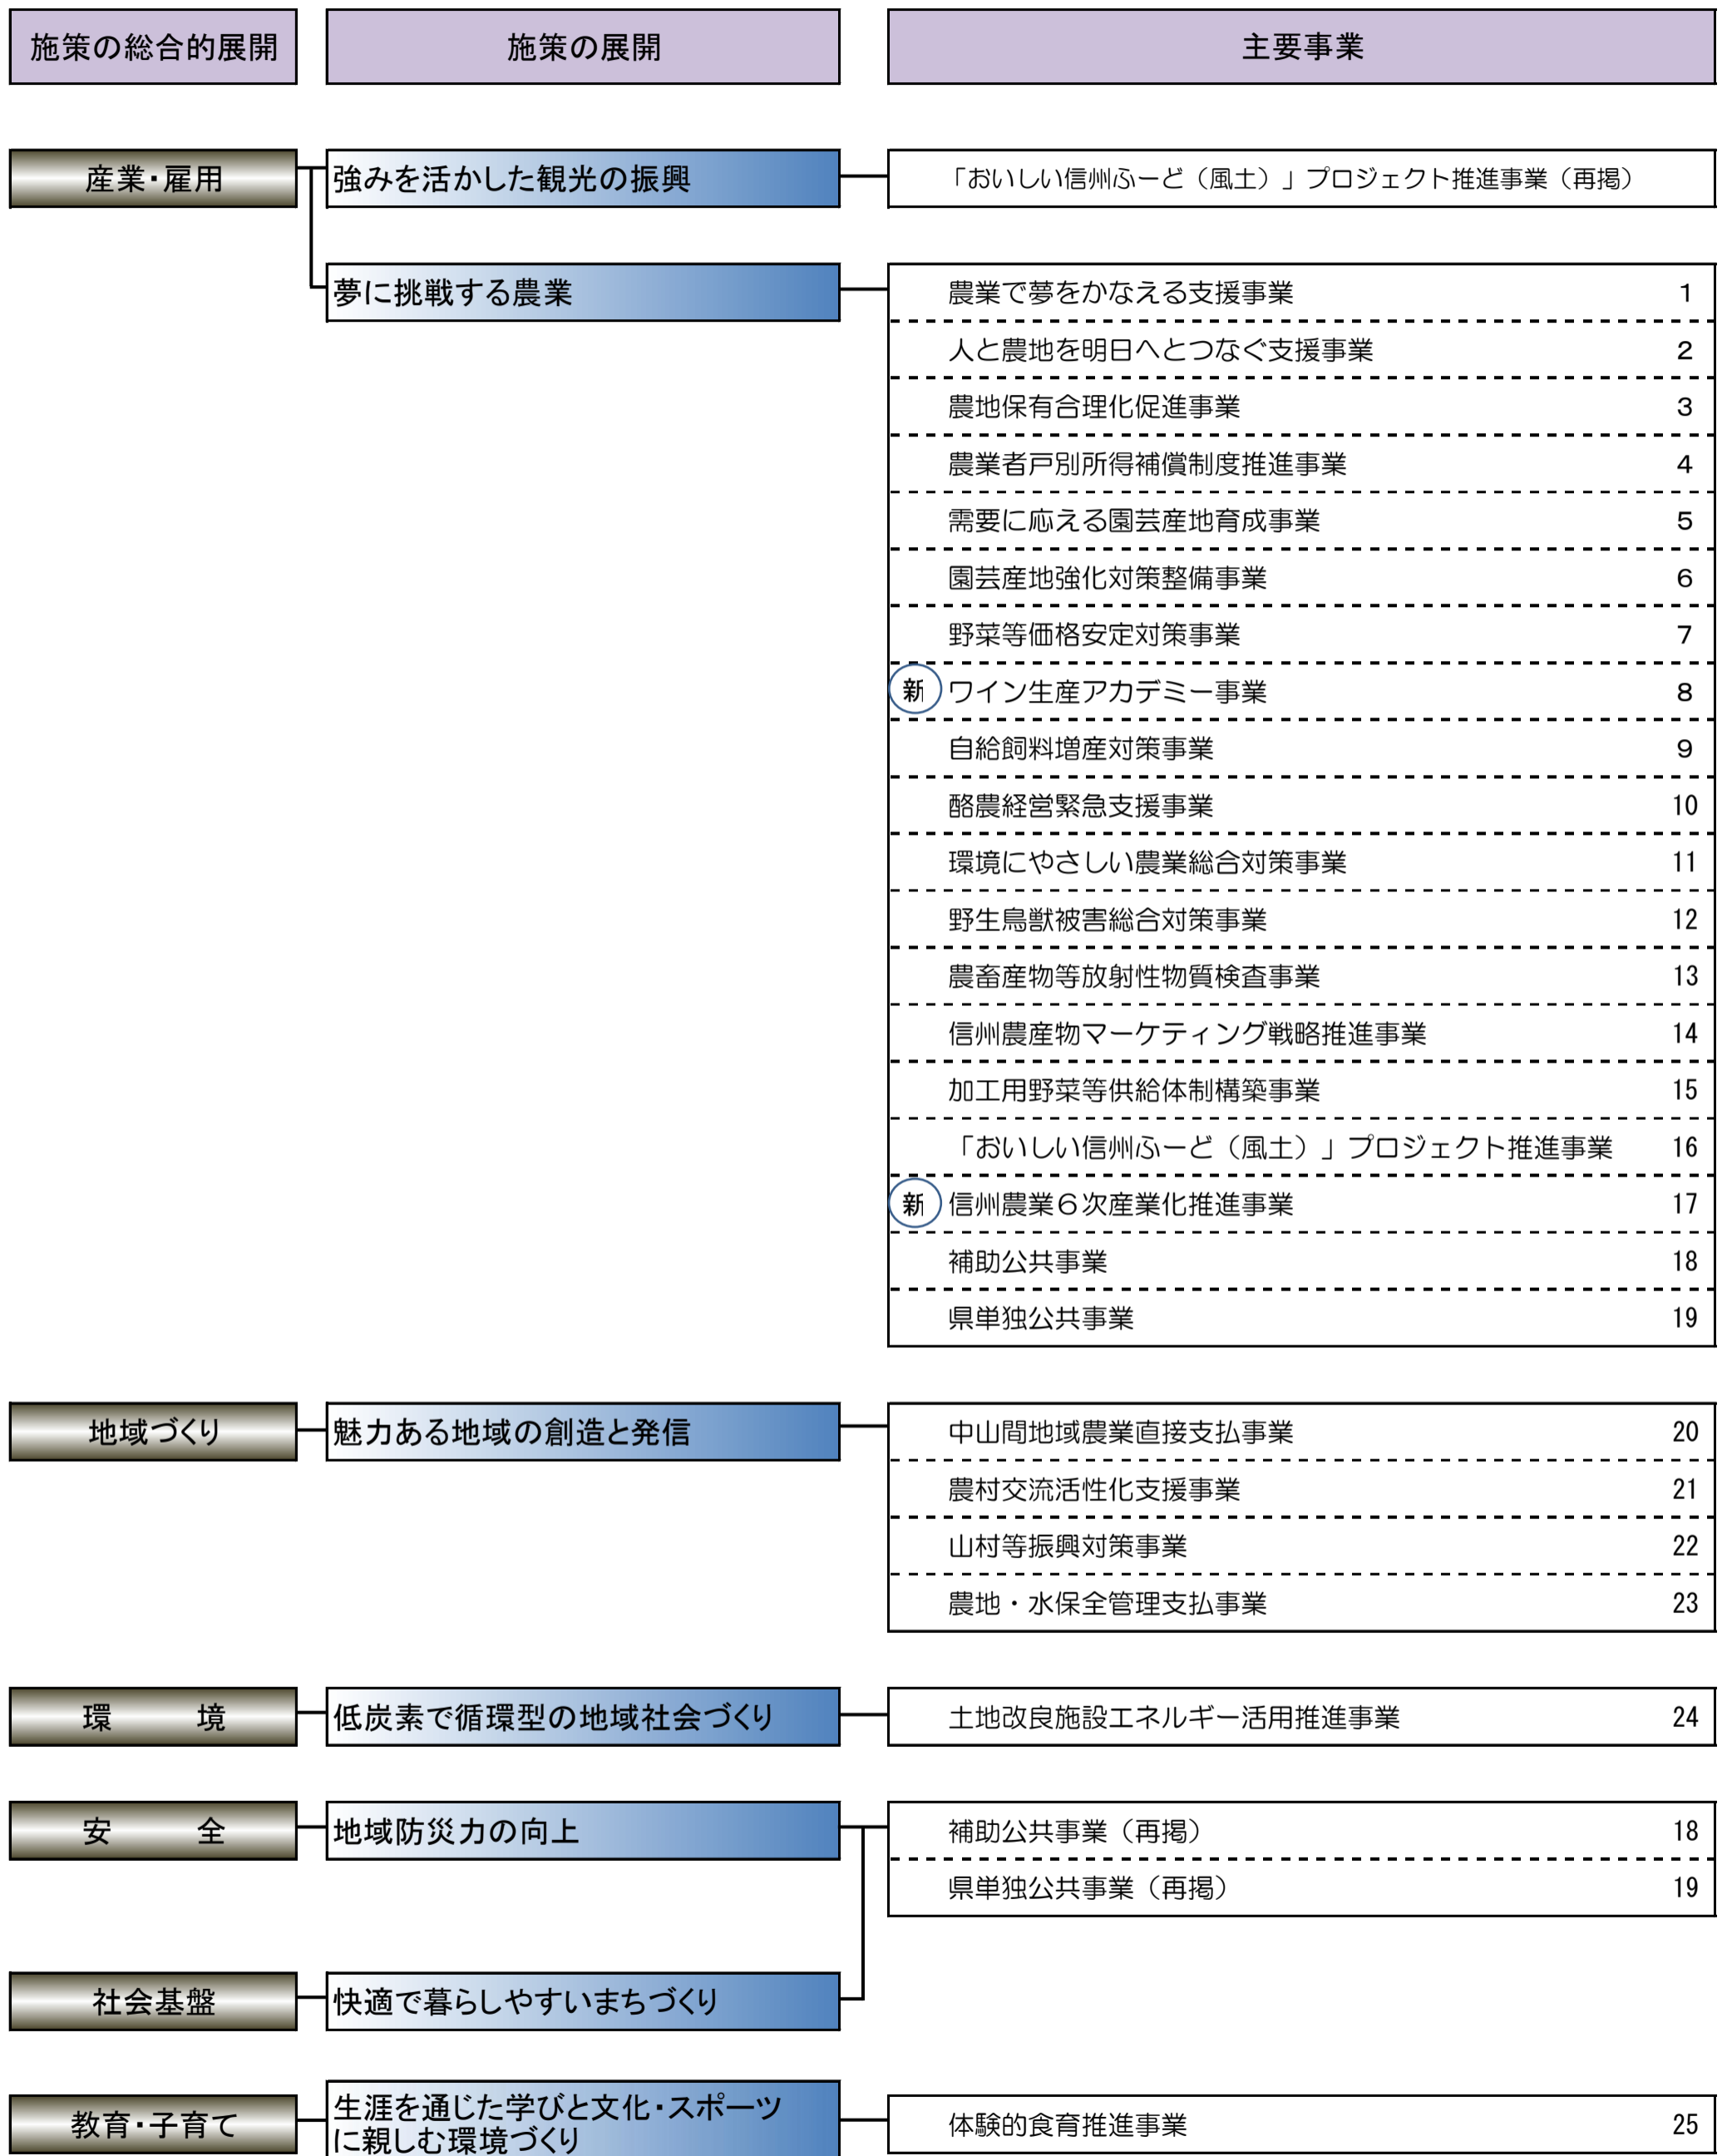 施策の総合的展開 施策の展開 主要事業
産業・雇用 強みを活かした観光の振興 「おいしい信州ふーど（風土）」プロジェクト推進事業（再掲）
夢に挑戦する農業 農業で夢をかなえる支援事業 1
人と農地を明日へとつなぐ支援事業 2
農地保有合理化促進事業 3
農業者戸別所得補償制度推進事業 4
需要に応える園芸産地育成事業 5
園芸産地強化対策整備事業 6
野菜等価格安定対策事業 7
新 ワイン生産アカデミー事業 8
自給飼料増産対策事業 9
酪農経営緊急支援事業 10
環境にやさしい農業総合対策事業 11
野生鳥獣被害総合対策事業 12
農畜産物等放射性物質検査事業 13
信州農産物マーケティング戦略推進事業 14
加工用野菜等供給体制構築事業 15
「おいしい信州ふーど（風土）」プロジェクト推進事業 16
新 信州農業６次産業化推進事業 17
補助公共事業 18
県単独公共事業 19
地域づくり 魅力ある地域の創造と発信 中山間地域農業直接支払事業 20
農村交流活性化支援事業 21
山村等振興対策事業 22
農地・水保全管理支払事業 23
環 境 低炭素で循環型の地域社会づくり 土地改良施設エネルギー活用推進事業 24
安 全 地域防災力の向上 補助公共事業（再掲） 18
県単独公共事業（再掲） 19
社会基盤 快適で暮らしやすいまちづくり
教育・子育て 生涯を通じた学びと文化・スポーツ
に親しむ環境づくり 体験的食育推進事業 25